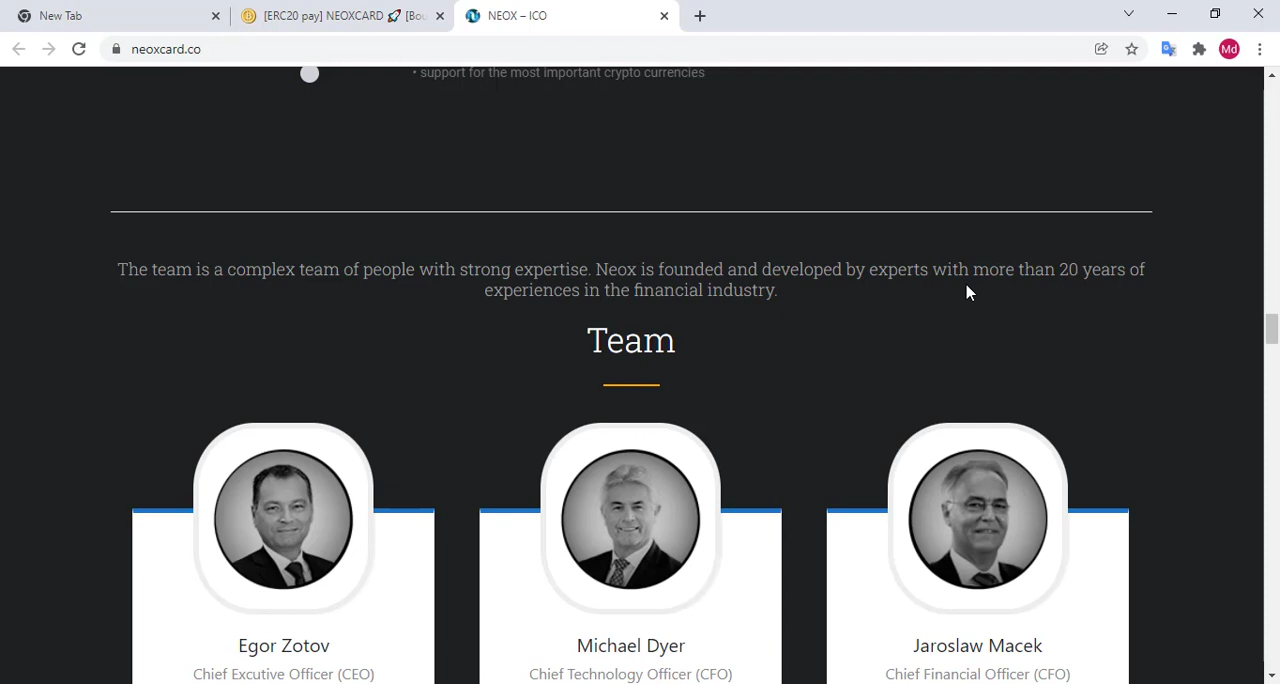 New Tab
[ERC20 pay] NEOXCARD 🚀 [Bou
NEOX – ICO
neoxcard.co
Md
• support for the most important crypto currencies
The team is a complex team of people with strong expertise. Neox is founded and developed by experts with more than 20 years of
experiences in the financial industry.
Team
Egor Zotov
Chief Excutive Officer (CEO)
Michael Dyer
Chief Technology Officer (CFO)
Jaroslaw Macek
Chief Financial Officer (CFO)